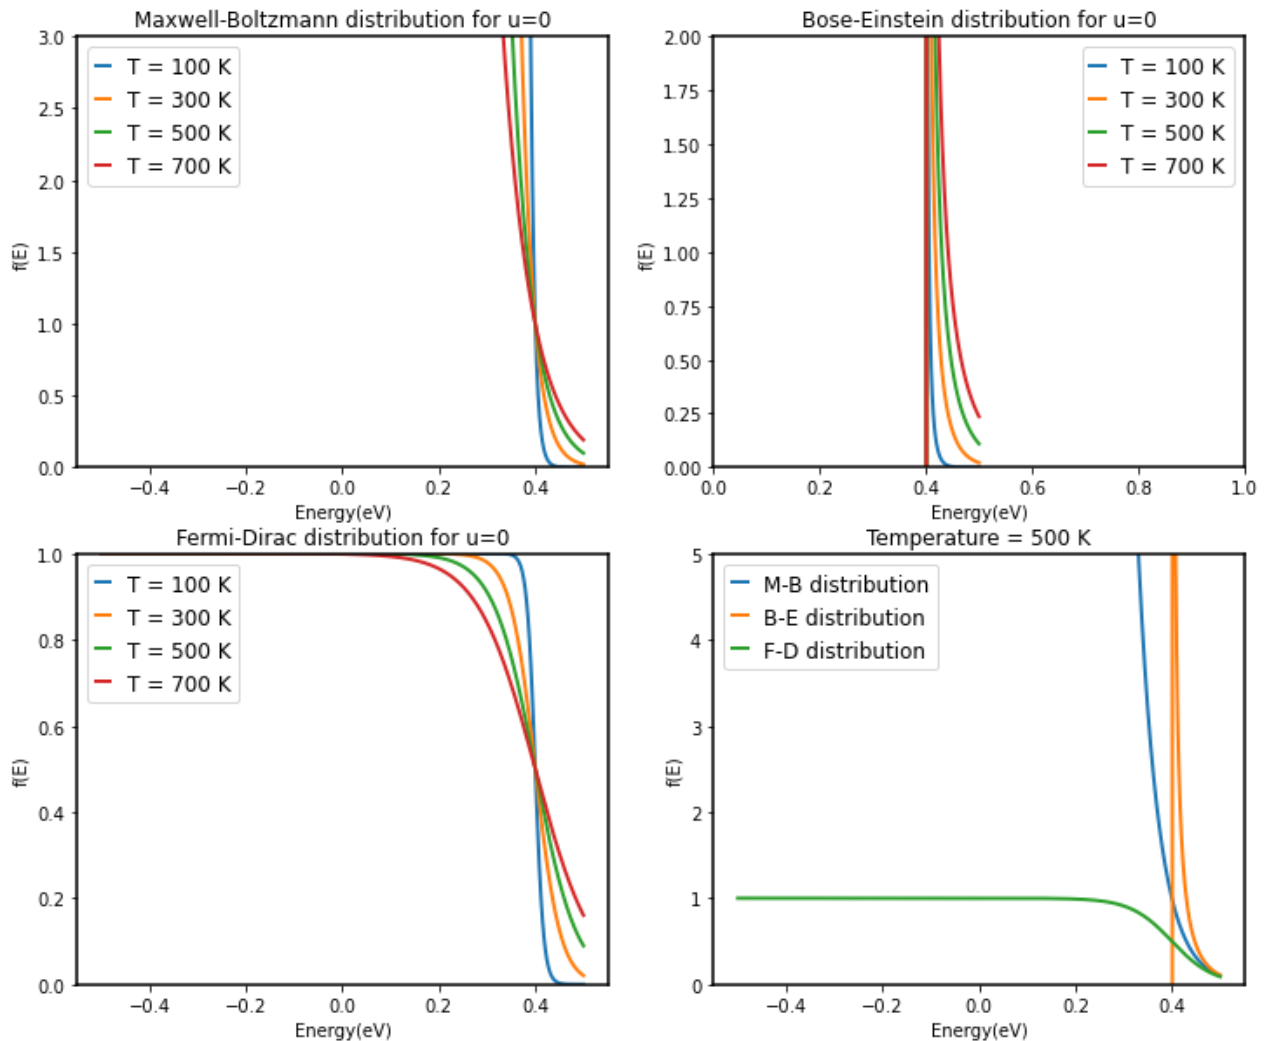 Maxwell-Boltzmann distribution for u=0
3.0
2.5
2.0
1.5
1.0
0.5
0.0
f(E)
T = 100 K
T = 300 K
T = 500 K
T = 700 K
−0.4
−0.2
0.0
0.2
0.4
Energy(eV)
Bose-Einstein distribution for u=0
2.00
1.75
1.50
1.25
1.00
0.75
0.50
0.25
0.00
f(E)
T = 100 K
T = 300 K
T = 500 K
T = 700 K
0.0
0.2
0.4
0.6
0.8
1.0
Energy(eV)
Fermi-Dirac distribution for u=0
1.0
0.8
0.6
0.4
0.2
0.0
f(E)
T = 100 K
T = 300 K
T = 500 K
T = 700 K
−0.4
−0.2
0.0
0.2
0.4
Energy(eV)
Temperature = 500 K
5
4
3
2
1
0
f(E)
M-B distribution
B-E distribution
F-D distribution
−0.4
−0.2
0.0
0.2
0.4
Energy(eV)